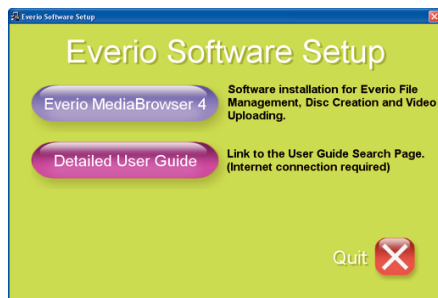 Everio Software Setup
Everio Software Setup
Everio MediaBrowser 4
Software installation for Everio File
Management, Disc Creation and Video
Uploading.
Detailed User Guide
Link to the User Guide Search Page.
(Internet connection required)
Quit